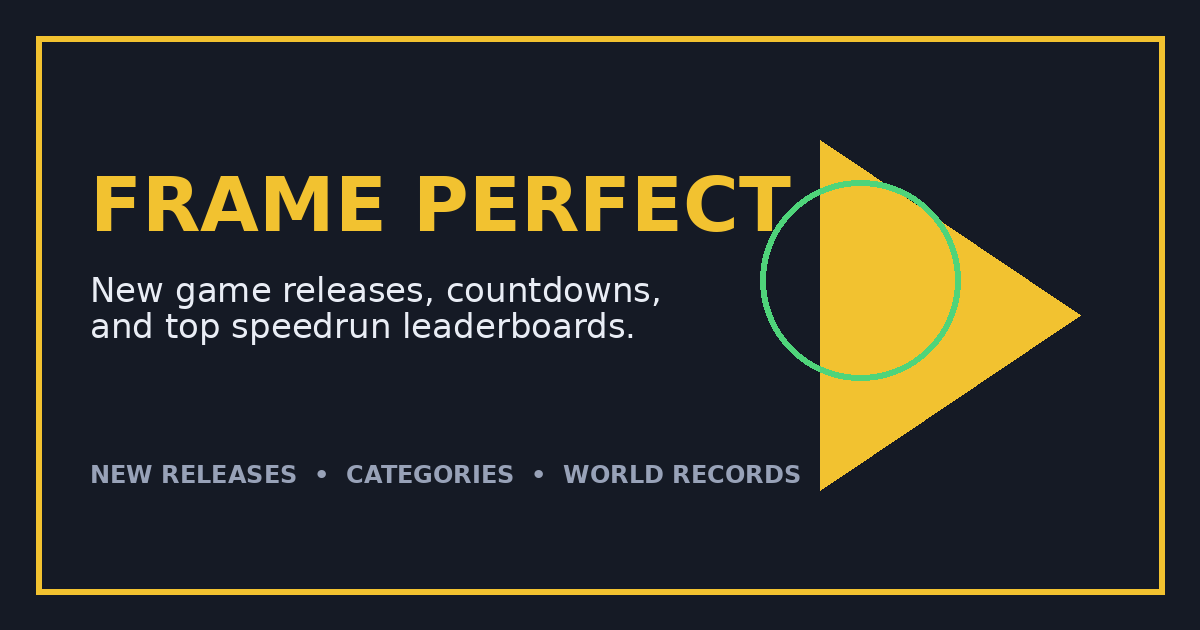 FRAME PERFECT
New game releases, countdowns,
and top speedrun leaderboards.
NEW RELEASES • CATEGORIES • WORLD RECORDS